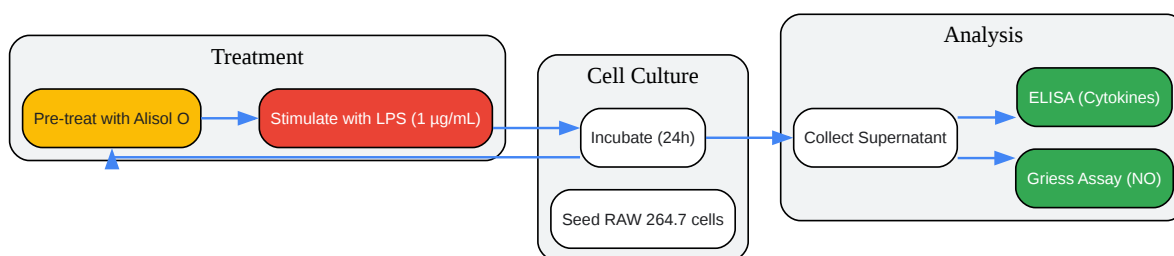 Treatment
Pre-treat with Alisol O
Stimulate with LPS (1 µg/mL)
Cell Culture
Incubate (24h)
Seed RAW 264.7 cells
Analysis
Collect Supernatant
ELISA (Cytokines)
Griess Assay (NO)